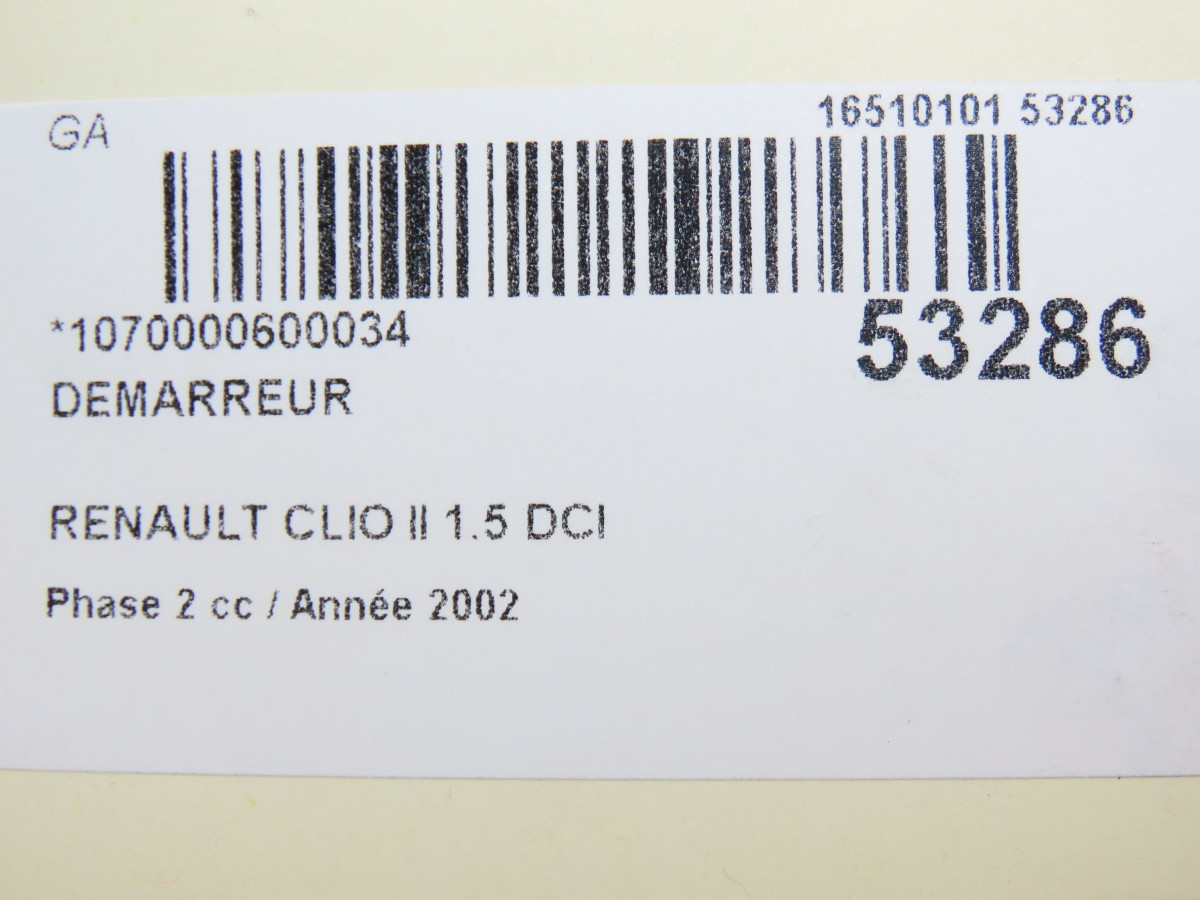 GA
16510101 53286
*1070000600034
53286
DEMARREUR
RENAULT CLIO II 1.5 DCI
Phase 2 cc / Année 2002